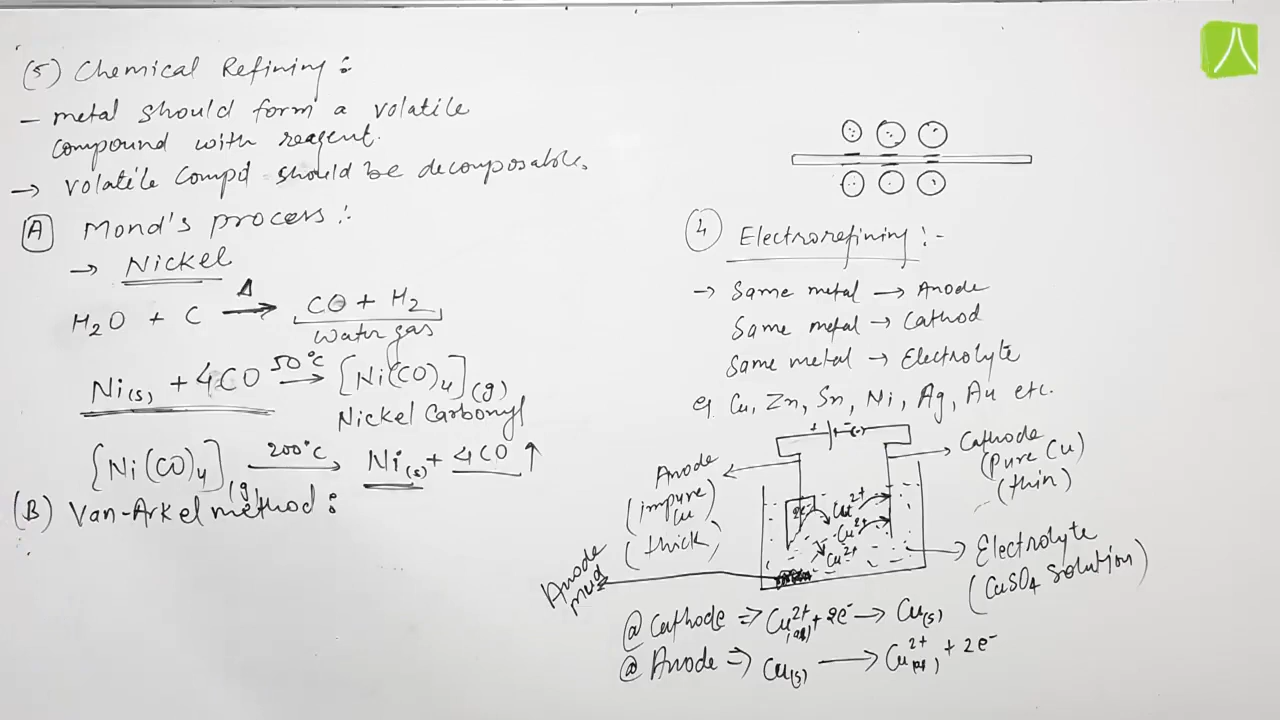 (5) Chemical Refining :
- metal should form a volatile
compound with reagent.
→ volatile Compd should be decomposable.
(A) Mond's process :-
→ Nickel
H₂O + C →Δ CO + H₂
Water gas
Ni(s) + 4CO →50°C [Ni(CO)₄](g)
Nickel Carbonyl
[Ni(CO)₄](g) →200°C Ni(s) + 4CO ↑
(B) Van-Arkel method :
(4) Electrorefining :-
→ Same metal → Anode
Same metal → Cathod
Same metal → Electrolyte
eg Cu, Zn, Sn, Ni, Ag, Au etc.
+ - (-)
Anode
(impure
Cu
(thick)
Cathode
(Pure Cu)
(thin)
2e⁻
Cu²⁺
Cu²⁺
Cu²⁺
Anode
mud
Electrolyte
(CuSO₄ solution)
@ Cathode ⇒ Cu²⁺(aq) + 2e⁻ → Cu(s)
@ Anode ⇒ Cu(s) → Cu²⁺(aq) + 2e⁻